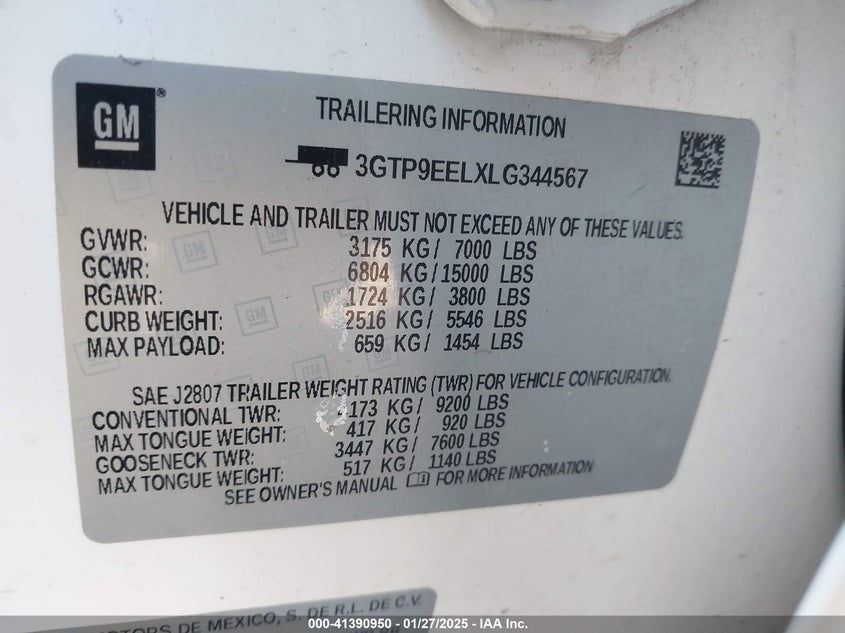 GM®
TRAILERING INFORMATION
3GTP9EELXLG344567
VEHICLE AND TRAILER MUST NOT EXCEED ANY OF THESE VALUES.
GVWR: 3175 KG/ 7000 LBS
GCWR: 6804 KG/15000 LBS
RGAWR: 1724 KG/ 3800 LBS
CURB WEIGHT: 2516 KG/ 5546 LBS
MAX PAYLOAD: 659 KG/ 1454 LBS
SAE J2807 TRAILER WEIGHT RATING (TWR) FOR VEHICLE CONFIGURATION.
CONVENTIONAL TWR: 173 KG/ 9200 LBS
MAX TONGUE WEIGHT: 417 KG/ 920 LBS
GOOSENECK TWR: 3447 KG/ 7600 LBS
MAX TONGUE WEIGHT: 517 KG/ 1140 LBS
SEE OWNER'S MANUAL FOR MORE INFORMATION
MOTORS DE MEXICO, S. DE R.L. DE C.V.
000-41390950 - 01/27/2025 - IAA Inc.